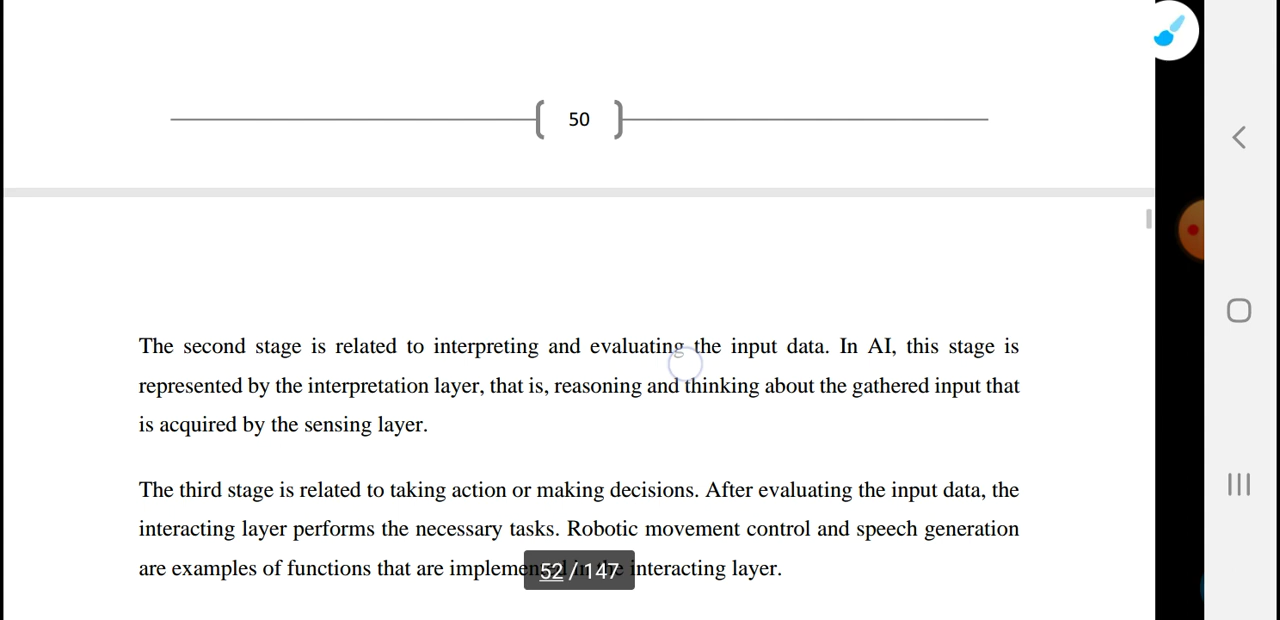 50
The second stage is related to interpreting and evaluating the input data. In AI, this stage is
represented by the interpretation layer, that is, reasoning and thinking about the gathered input that
is acquired by the sensing layer.
The third stage is related to taking action or making decisions. After evaluating the input data, the
interacting layer performs the necessary tasks. Robotic movement control and speech generation
are examples of functions that are implemented in the interacting layer.
52 / 147